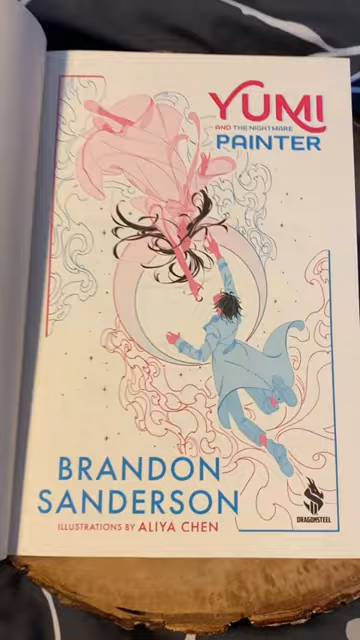 YUMI
AND THE NIGHTMARE
PAINTER
BRANDON
SANDERSON
ILLUSTRATIONS BY ALIYA CHEN
DRAGONSTEEL